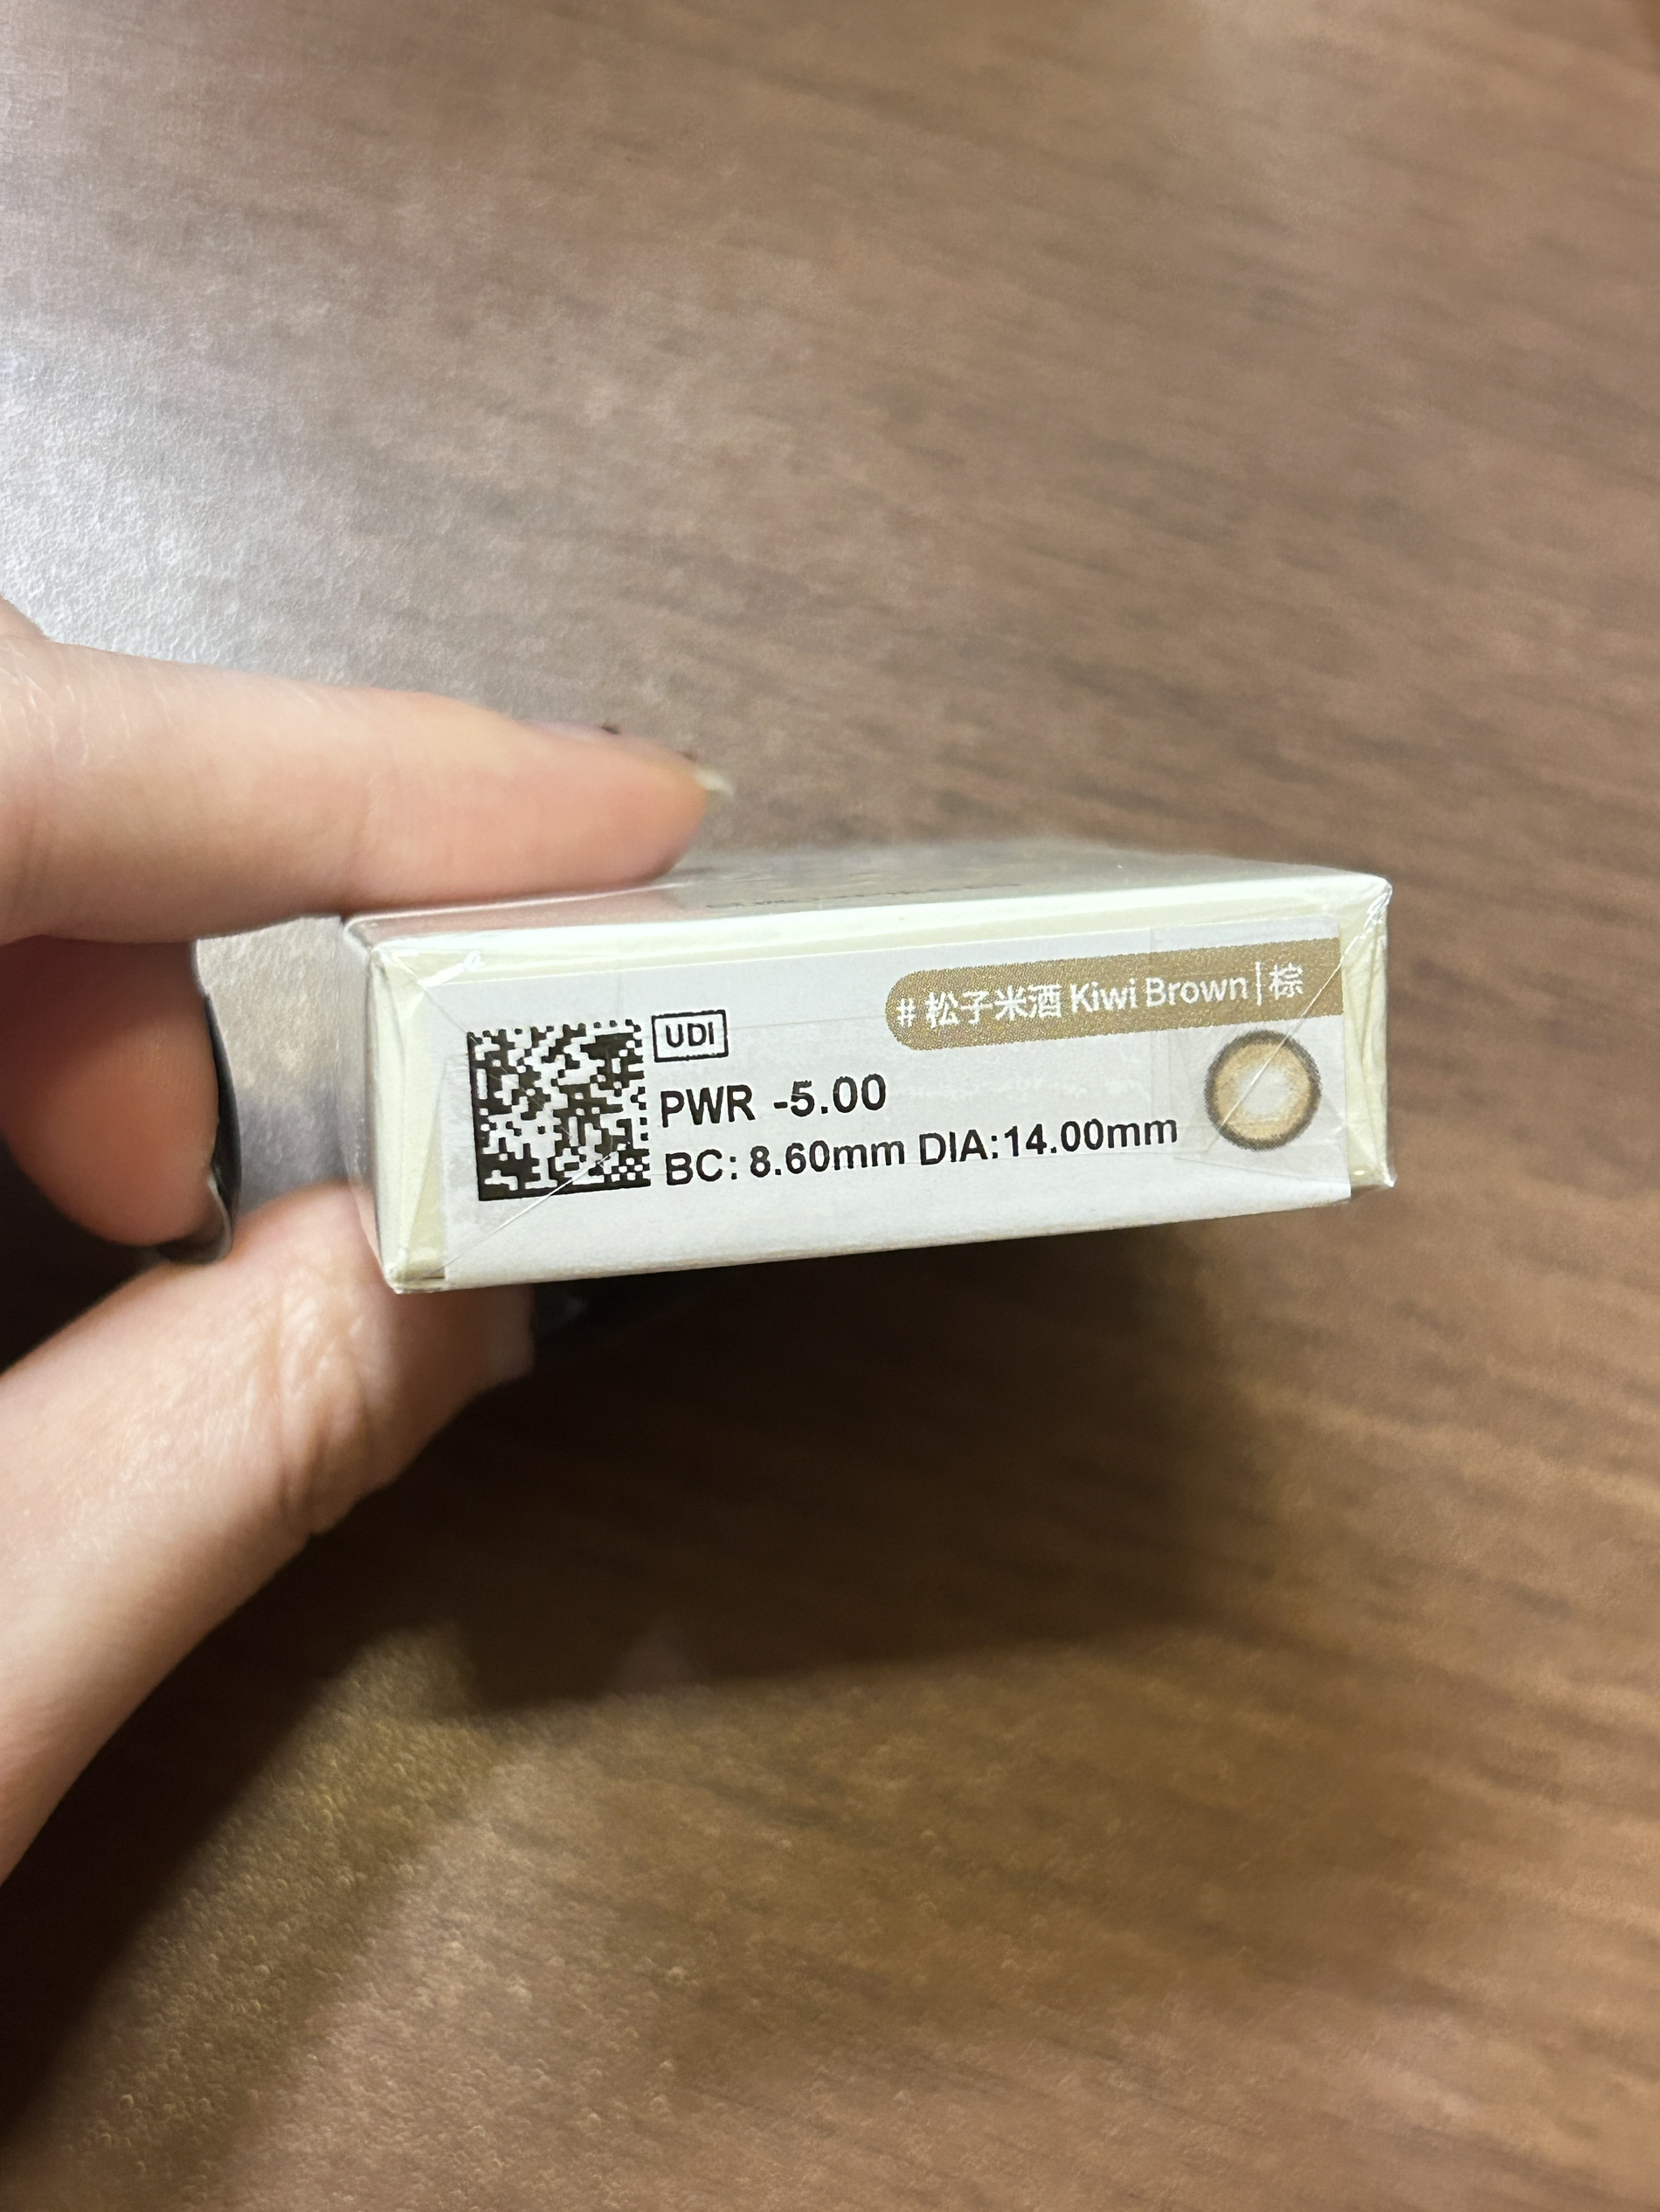 # 松子米酒 Kiwi Brown|棕
UDI
PWR -5.00
BC: 8.60mm DIA:14.00mm